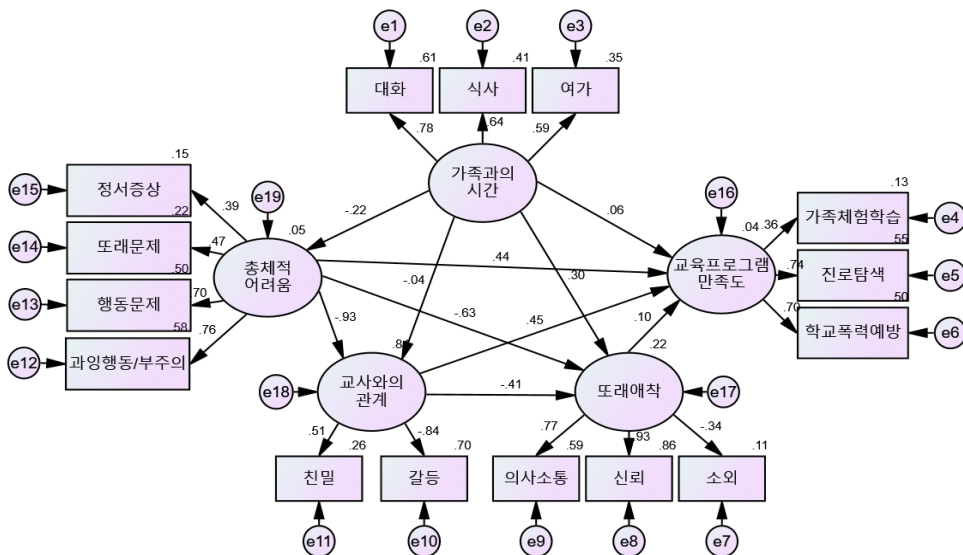 e1
e2
e3
.61
.41
.35
대화
식사
여가
.78
.64
.59
.15
e15
정서증상
.22
e19
가족과의
시간
e16
.13
.39
-.22
.05
.06
.04
.36
가족체험학습
e4
.55
e14
또래문제
.47
.50
총체적
어려움
.44
-.04
.30
교육프로그램
만족도
.74
진로탐색
e5
.50
e13
행동문제
.70
.58
.76
-.93
-.63
.45
.10
.70
학교폭력예방
e6
e12
과잉행동/부주의
.8
.22
e18
교사와의
관계
-.41
또래애착
e17
.51
.26
-.84
.70
.77
.59
.93
.86
-.34
.11
친밀
갈등
의사소통
신뢰
소외
e11
e10
e9
e8
e7